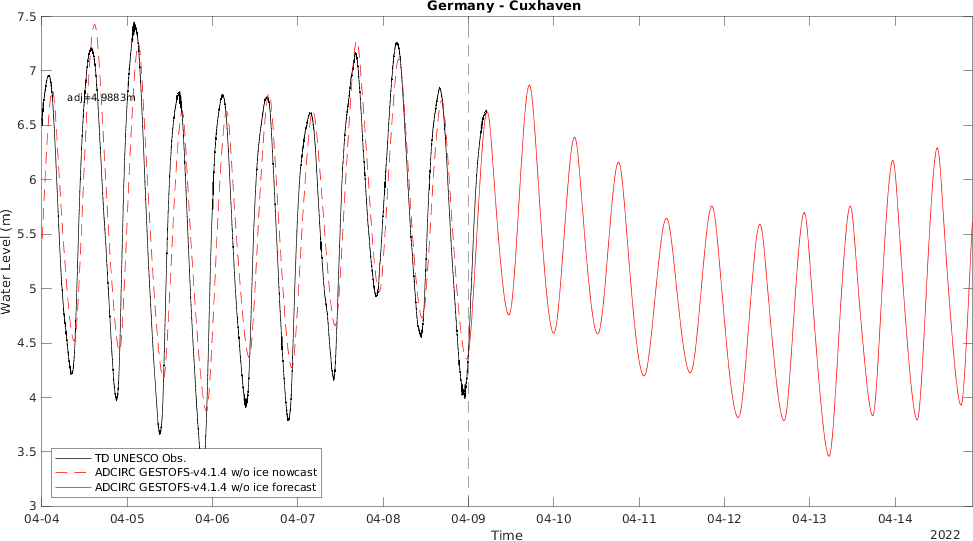 Germany - Cuxhaven
7.5
7
6.5
6
5.5
5
4.5
4
3.5
3
Water Level (m)
adj=4.9883m
TD UNESCO Obs.
ADCIRC GESTOFS-v4.1.4 w/o ice nowcast
ADCIRC GESTOFS-v4.1.4 w/o ice forecast
04-04 04-05 04-06 04-07 04-08 04-09 04-10 04-11 04-12 04-13 04-14
Time
2022